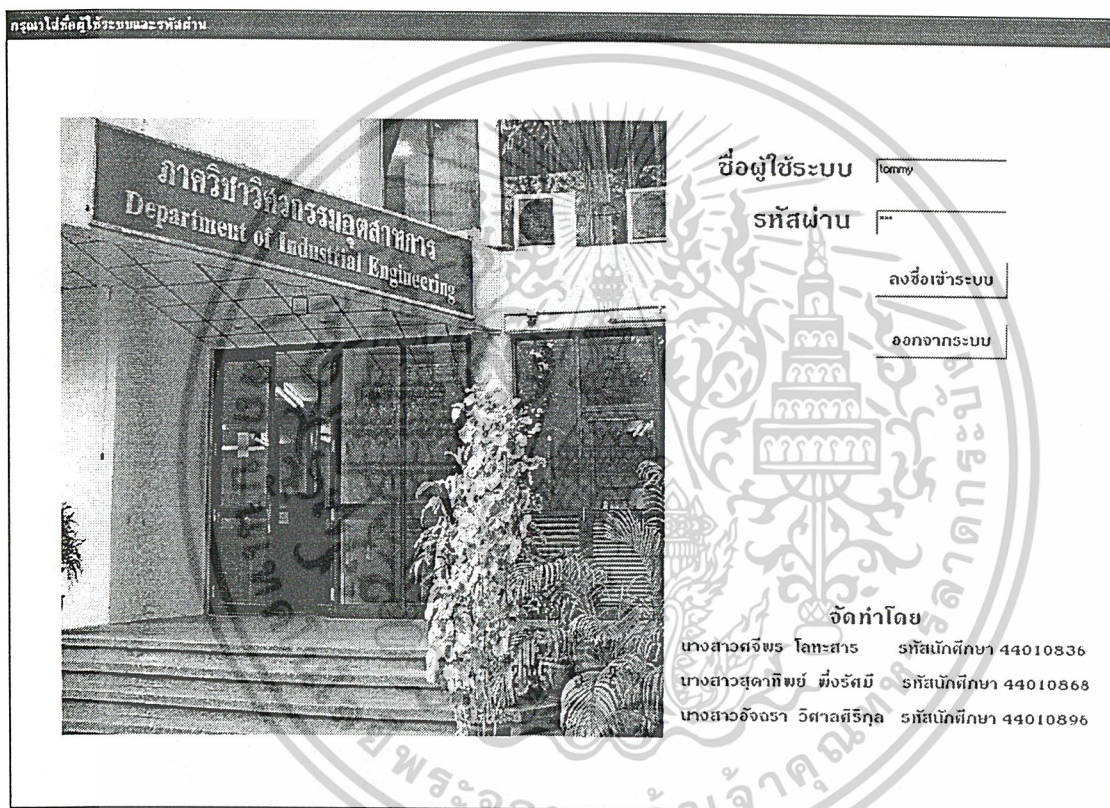 กรุณาใส่ชื่อผู้ใช้ระบบและรหัสผ่าน
ภาควิชาวิศวกรรมอุตสาหการ
Department of Industrial Engineering
ชื่อผู้ใช้ระบบ tommy
รหัสผ่าน ****
ลงชื่อเข้าระบบ
ออกจากระบบ
จัดทำโดย
นางสาวศจีพร โลทะสาร รหัสนักศึกษา 44010836
นางสาวสุดาทิพย์ พึ่งรัศมี รหัสนักศึกษา 44010868
นางสาวอัจฉรา วิศาลศิริกุล รหัสนักศึกษา 44010896